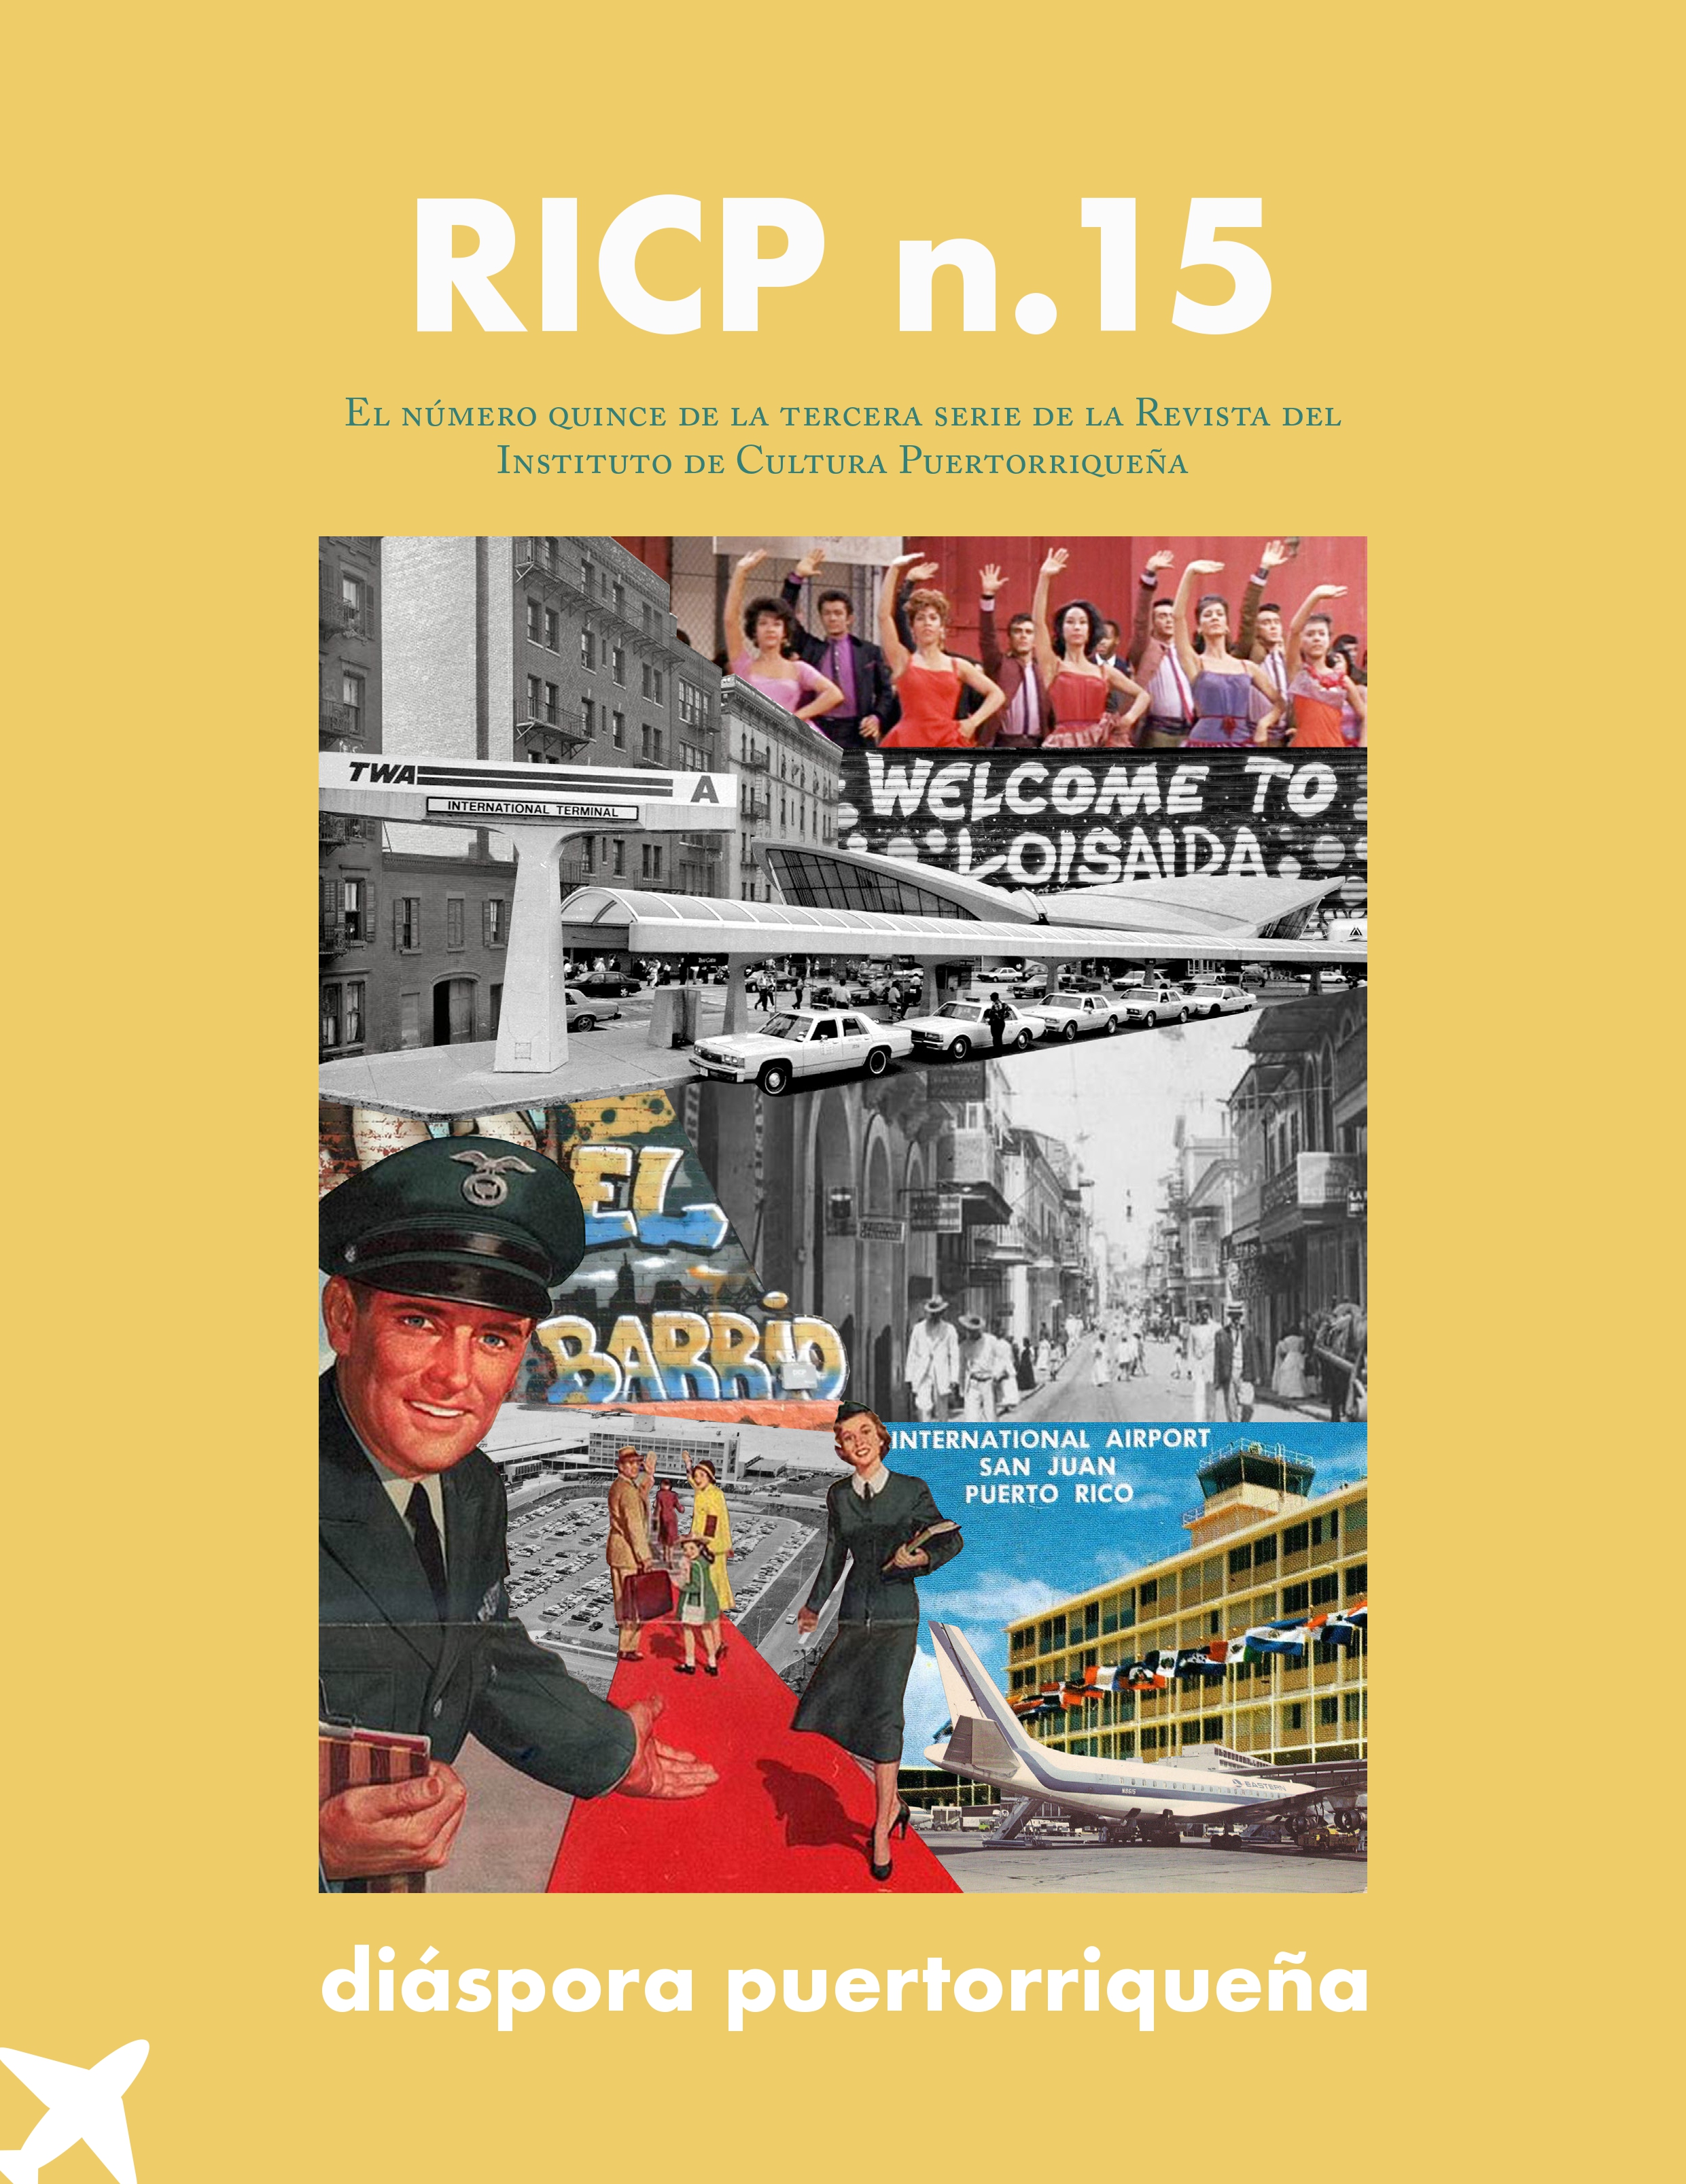 RICP n.15
El número quince de la tercera serie de la Revista del
Instituto de Cultura Puertorriqueña
WELCOME TO
LOISAIDA
TWA
A
INTERNATIONAL TERMINAL
EL
BARRIO
INTERNATIONAL AIRPORT
SAN JUAN
PUERTO RICO
EASTERN
diáspora puertorriqueña